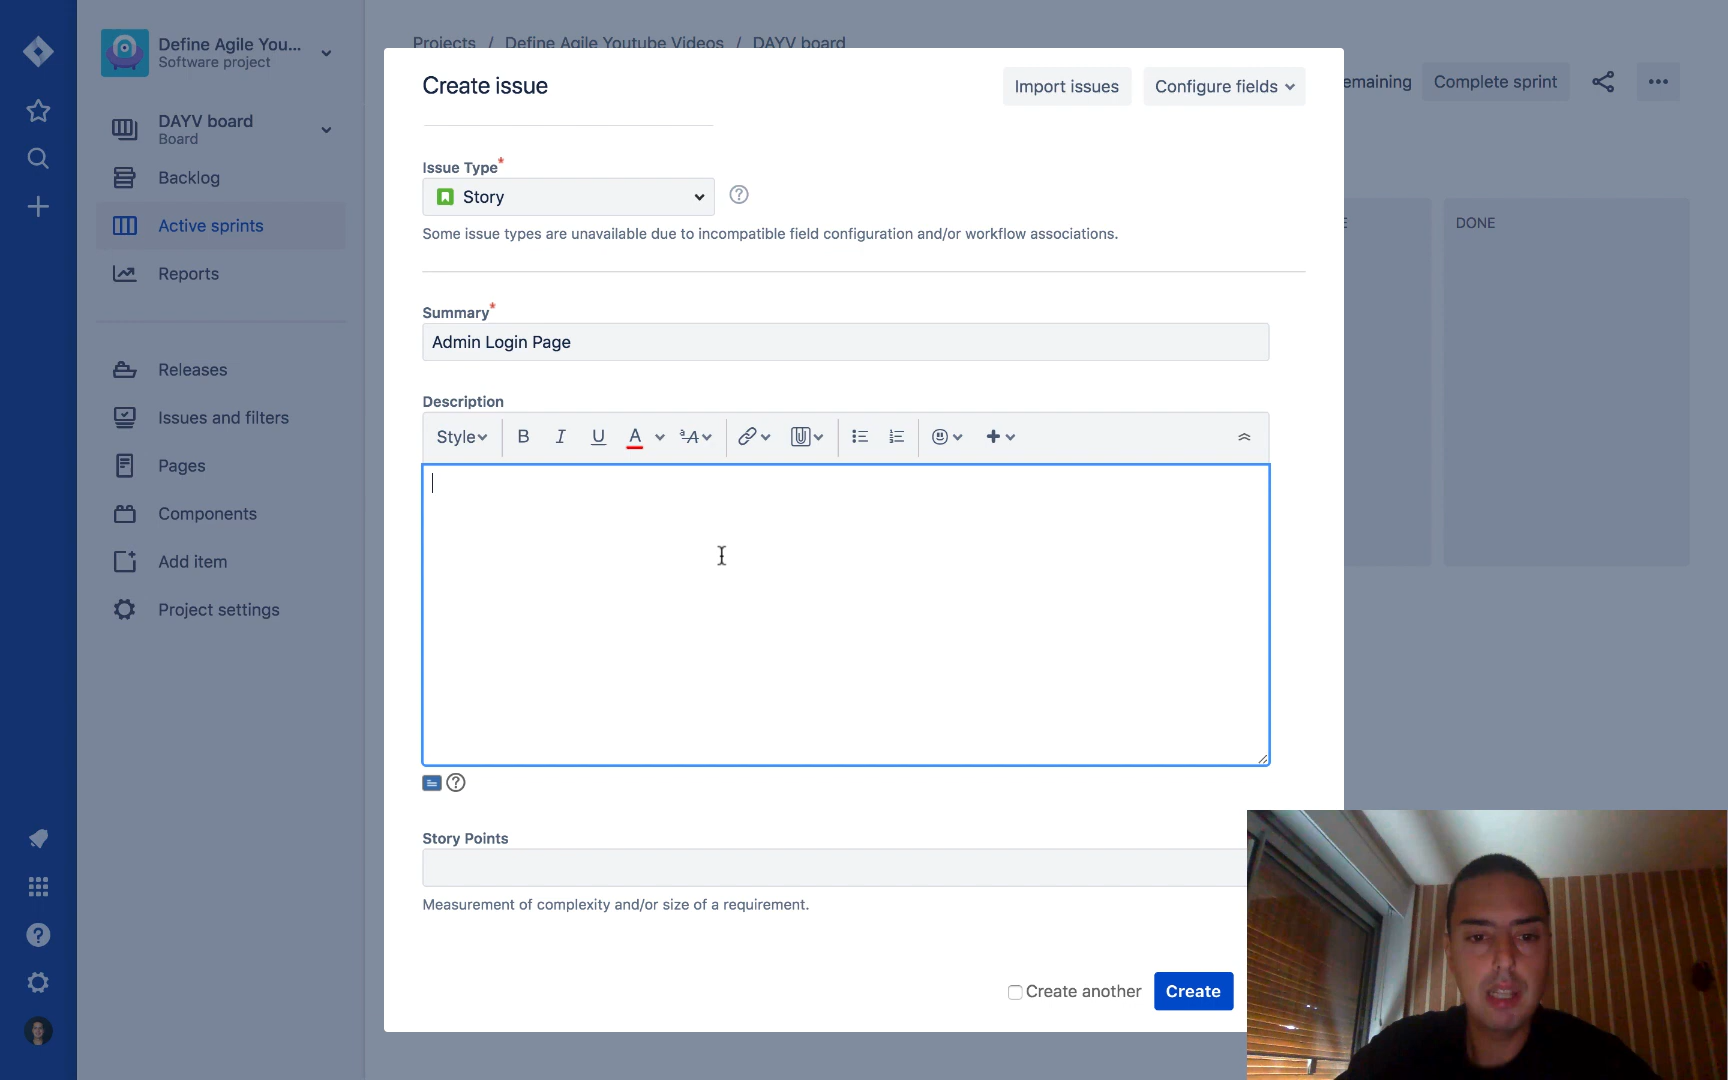 Define Agile You...
Software project
DAYV board
Board
Backlog
Active sprints
Reports
Releases
Issues and filters
Pages
Components
Add item
Project settings
Projects / Define Agile Youtube Videos / DAYV board
emaining
Complete sprint
DONE
Create issue
Import issues
Configure fields
Issue Type*
Story
Some issue types are unavailable due to incompatible field configuration and/or workflow associations.
Summary*
Admin Login Page
Description
Style
B I U A A
Story Points
Measurement of complexity and/or size of a requirement.
Create another
Create